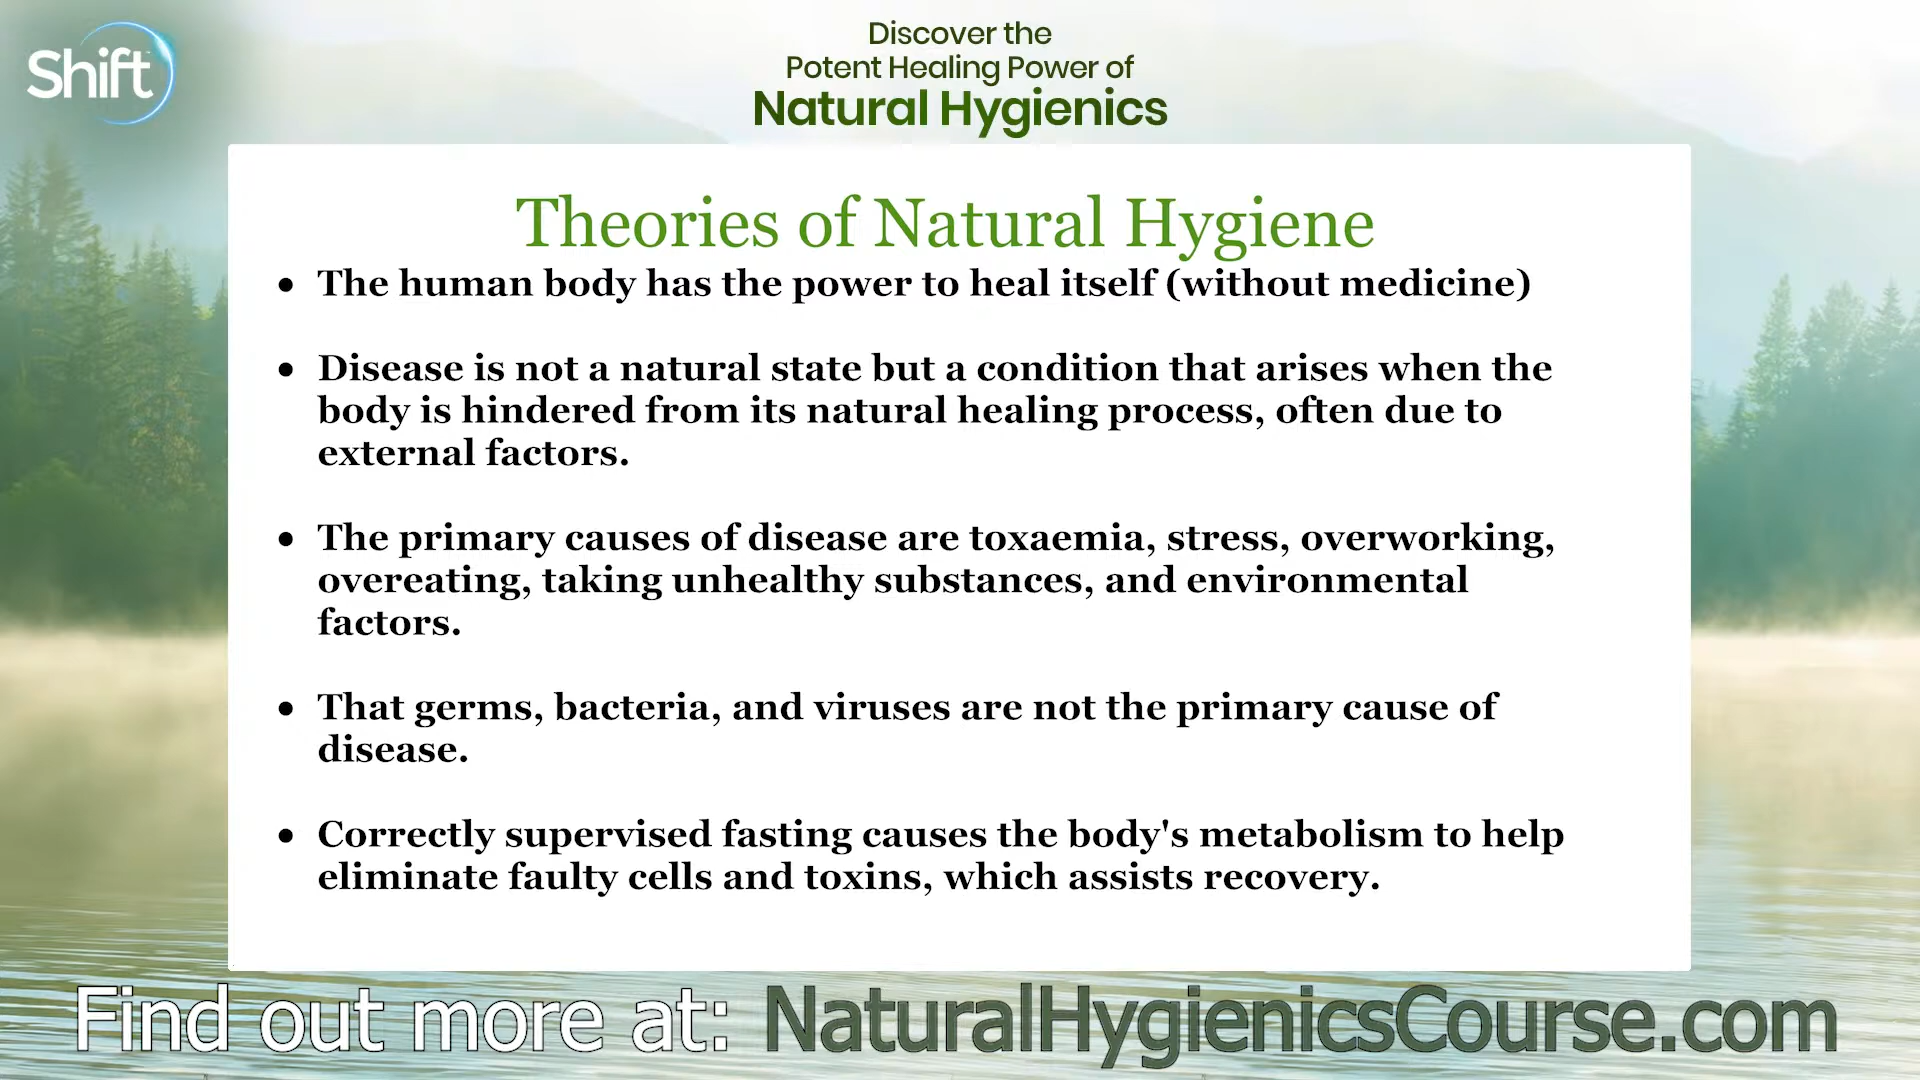 Shift
Discover the
Potent Healing Power of
Natural Hygienics
Theories of Natural Hygiene
• The human body has the power to heal itself (without medicine)
• Disease is not a natural state but a condition that arises when the
body is hindered from its natural healing process, often due to
external factors.
• The primary causes of disease are toxaemia, stress, overworking,
overeating, taking unhealthy substances, and environmental
factors.
• That germs, bacteria, and viruses are not the primary cause of
disease.
• Correctly supervised fasting causes the body's metabolism to help
eliminate faulty cells and toxins, which assists recovery.
Find out more at: NaturalHygienicsCourse.com